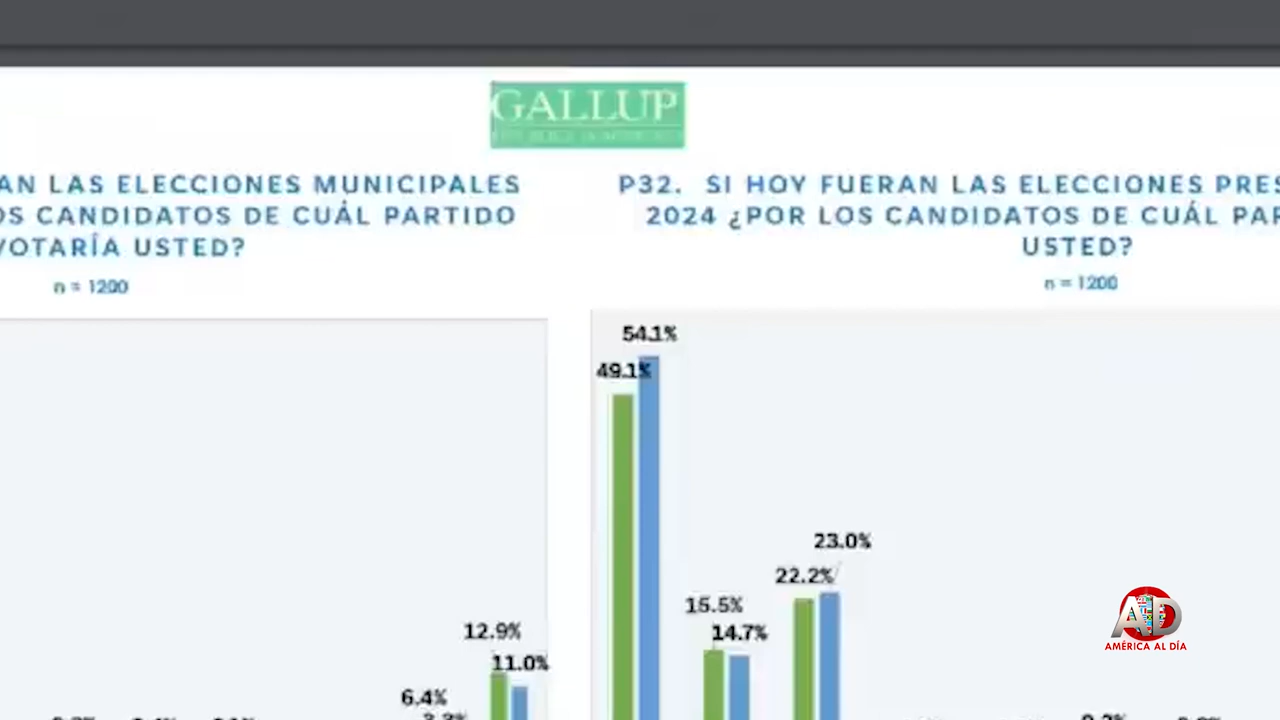 GALLUP
AN LAS ELECCIONES MUNICIPALES
OS CANDIDATOS DE CUÁL PARTIDO
VOTARÍA USTED?
n = 1200
P32. SI HOY FUERAN LAS ELECCIONES PRES
2024 ¿POR LOS CANDIDATOS DE CUÁL PAR
USTED?
n = 1200
12.9%
11.0%
6.4%
54.1%
49.1%
23.0%
22.2%
15.5%
14.7%
AD
AMÉRICA AL DÍA